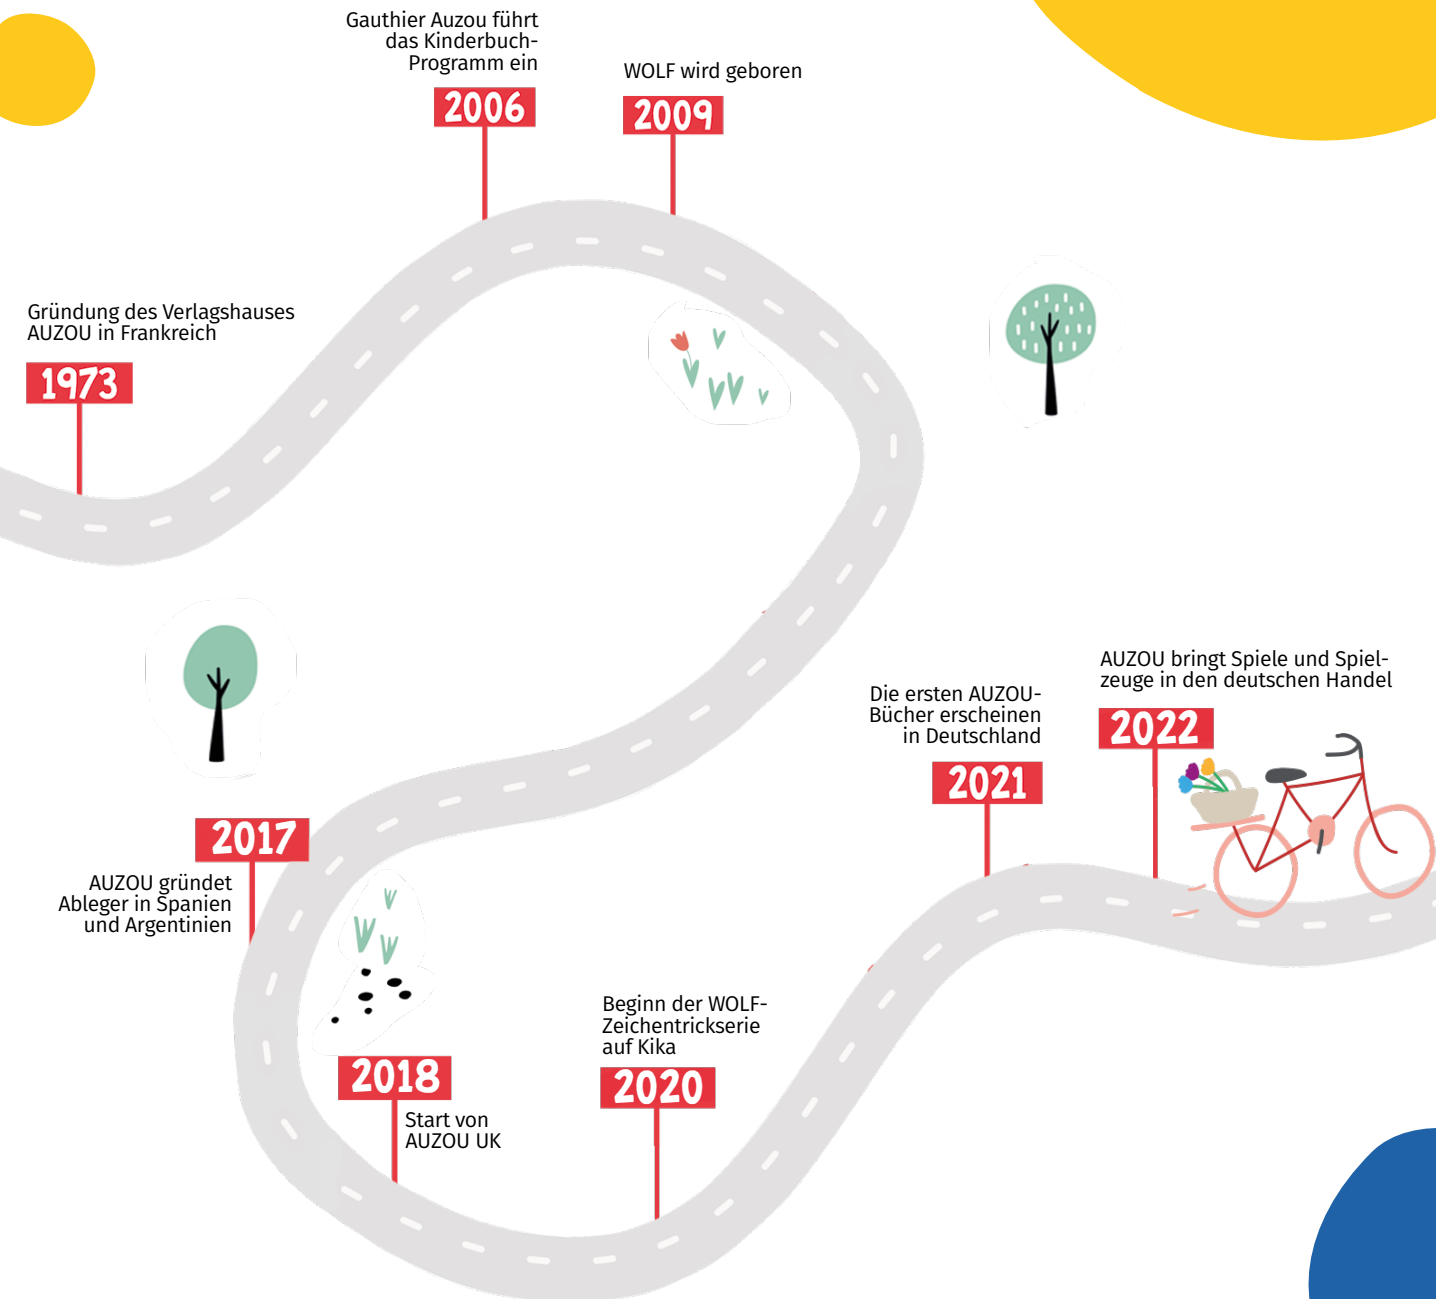 Gründung des Verlagshauses
AUZOU in Frankreich
1973
Gauthier Auzou führt
das Kinderbuch-
Programm ein
2006
WOLF wird geboren
2009
2017
AUZOU gründet
Ableger in Spanien
und Argentinien
2018
Start von
AUZOU UK
Beginn der WOLF-
Zeichentrickserie
auf Kika
2020
Die ersten AUZOU-
Bücher erscheinen
in Deutschland
2021
AUZOU bringt Spiele und Spiel-
zeuge in den deutschen Handel
2022